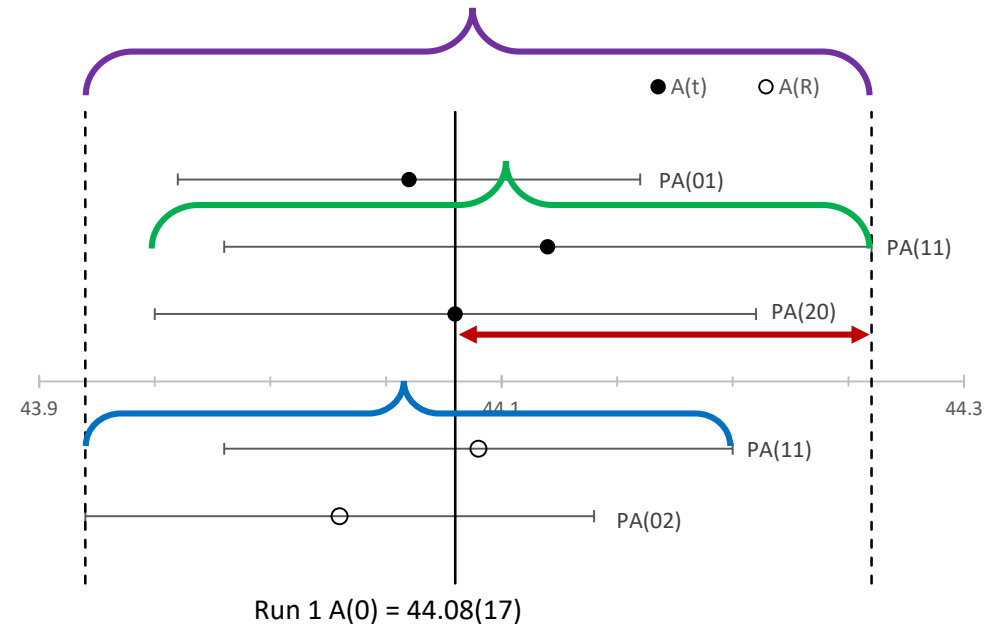 A(t) A(R)
PA(01)
PA(11)
PA(20)
43.9 44.1 44.3
PA(11)
PA(02)
Run 1 A(0) = 44.08(17)